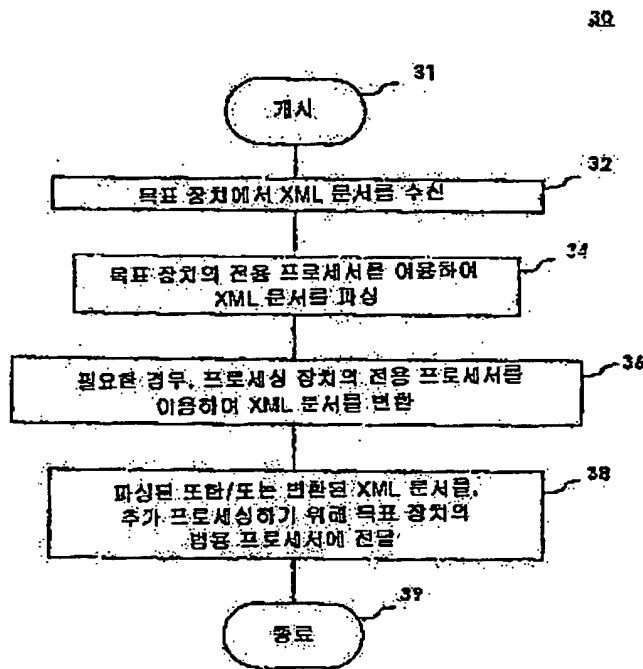 30
31
개시
32
목표 장치에서 XML 문서를 수신
34
목표 장치의 전용 프로세서를 이용하여
XML 문서를 파싱
36
필요한 경우, 프로세싱 장치의 전용 프로세서를
이용하여 XML 문서를 변환
38
파싱된 또한/또는 변환된 XML 문서를,
추가 프로세싱하기 위해 목표 장치의
범용 프로세서에 전달
39
종료